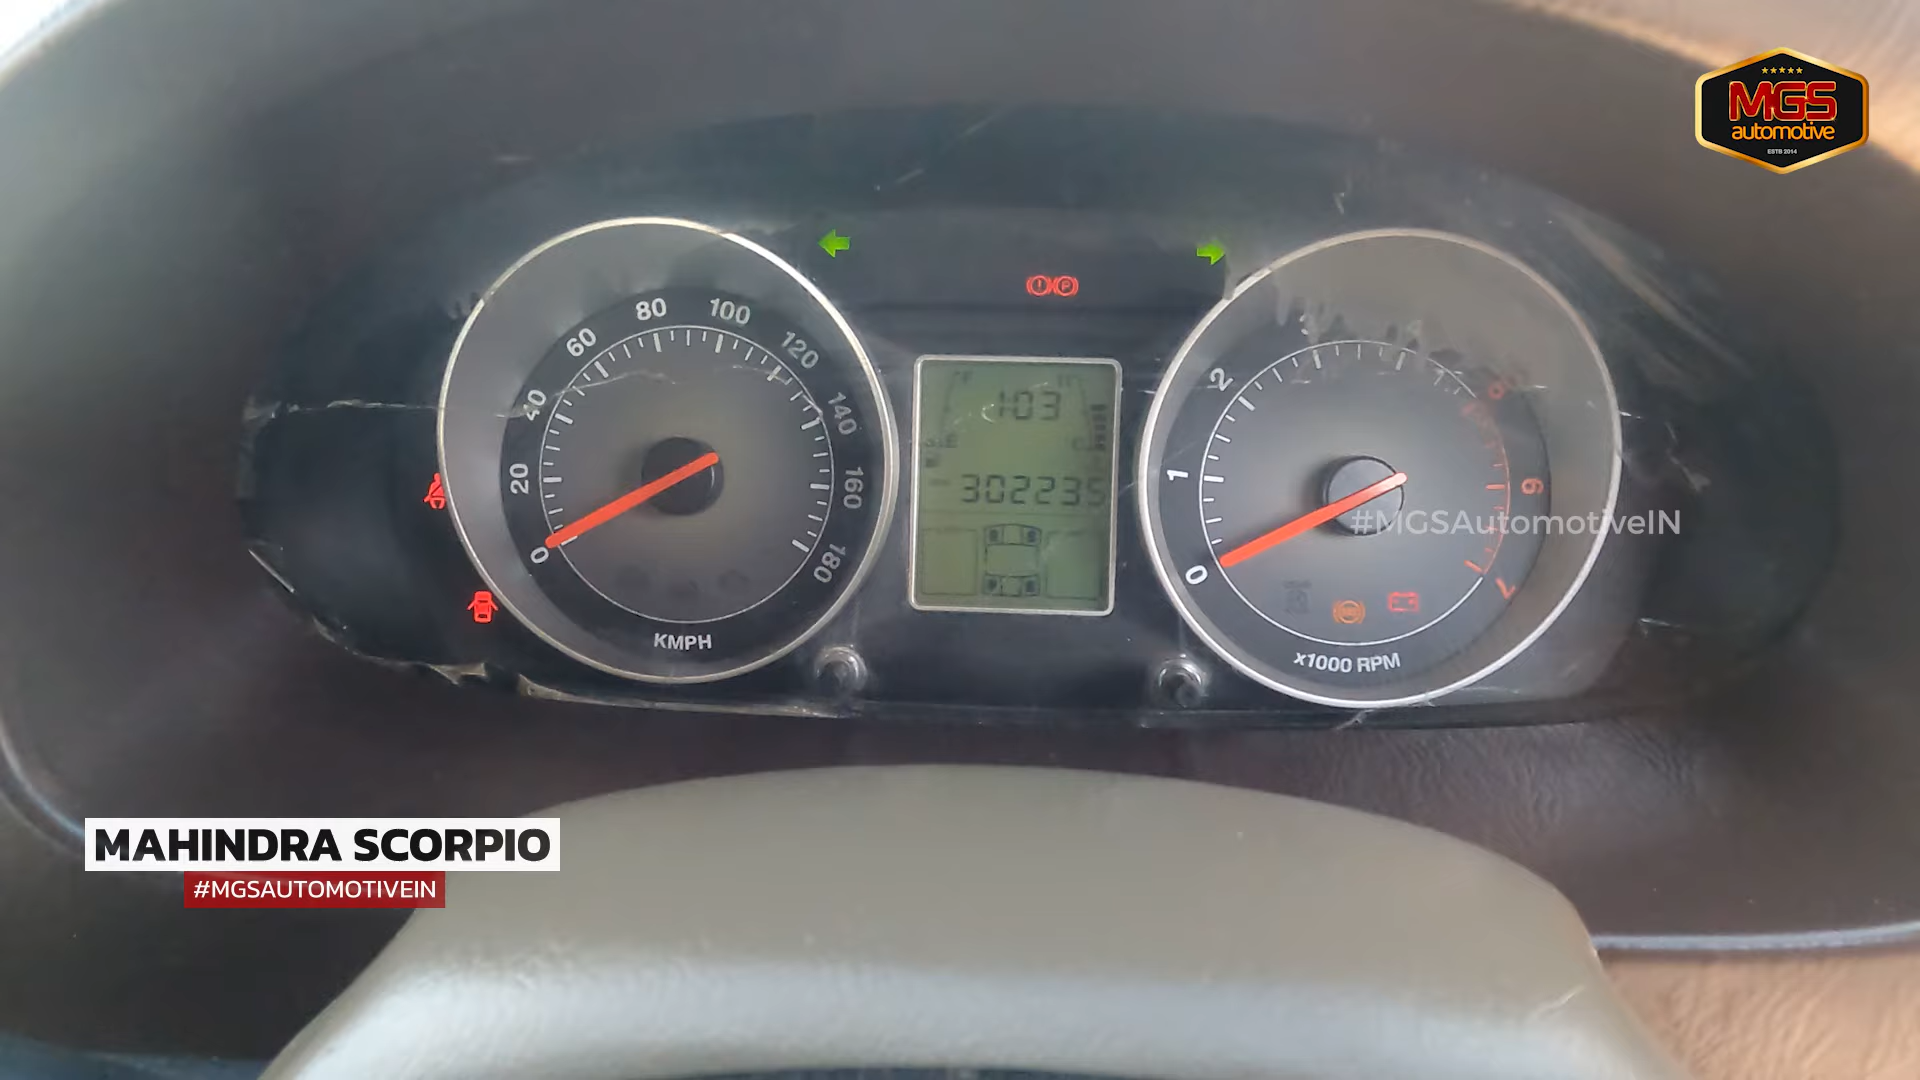 MGS
automotive
ESTB 2014
0
20
40
60
80
100
120
140
160
180
KMPH
103
302235
0
1
2
6
7
x1000 RPM
#MGSAutomotiveIN
MAHINDRA SCORPIO
#MGSAUTOMOTIVEIN